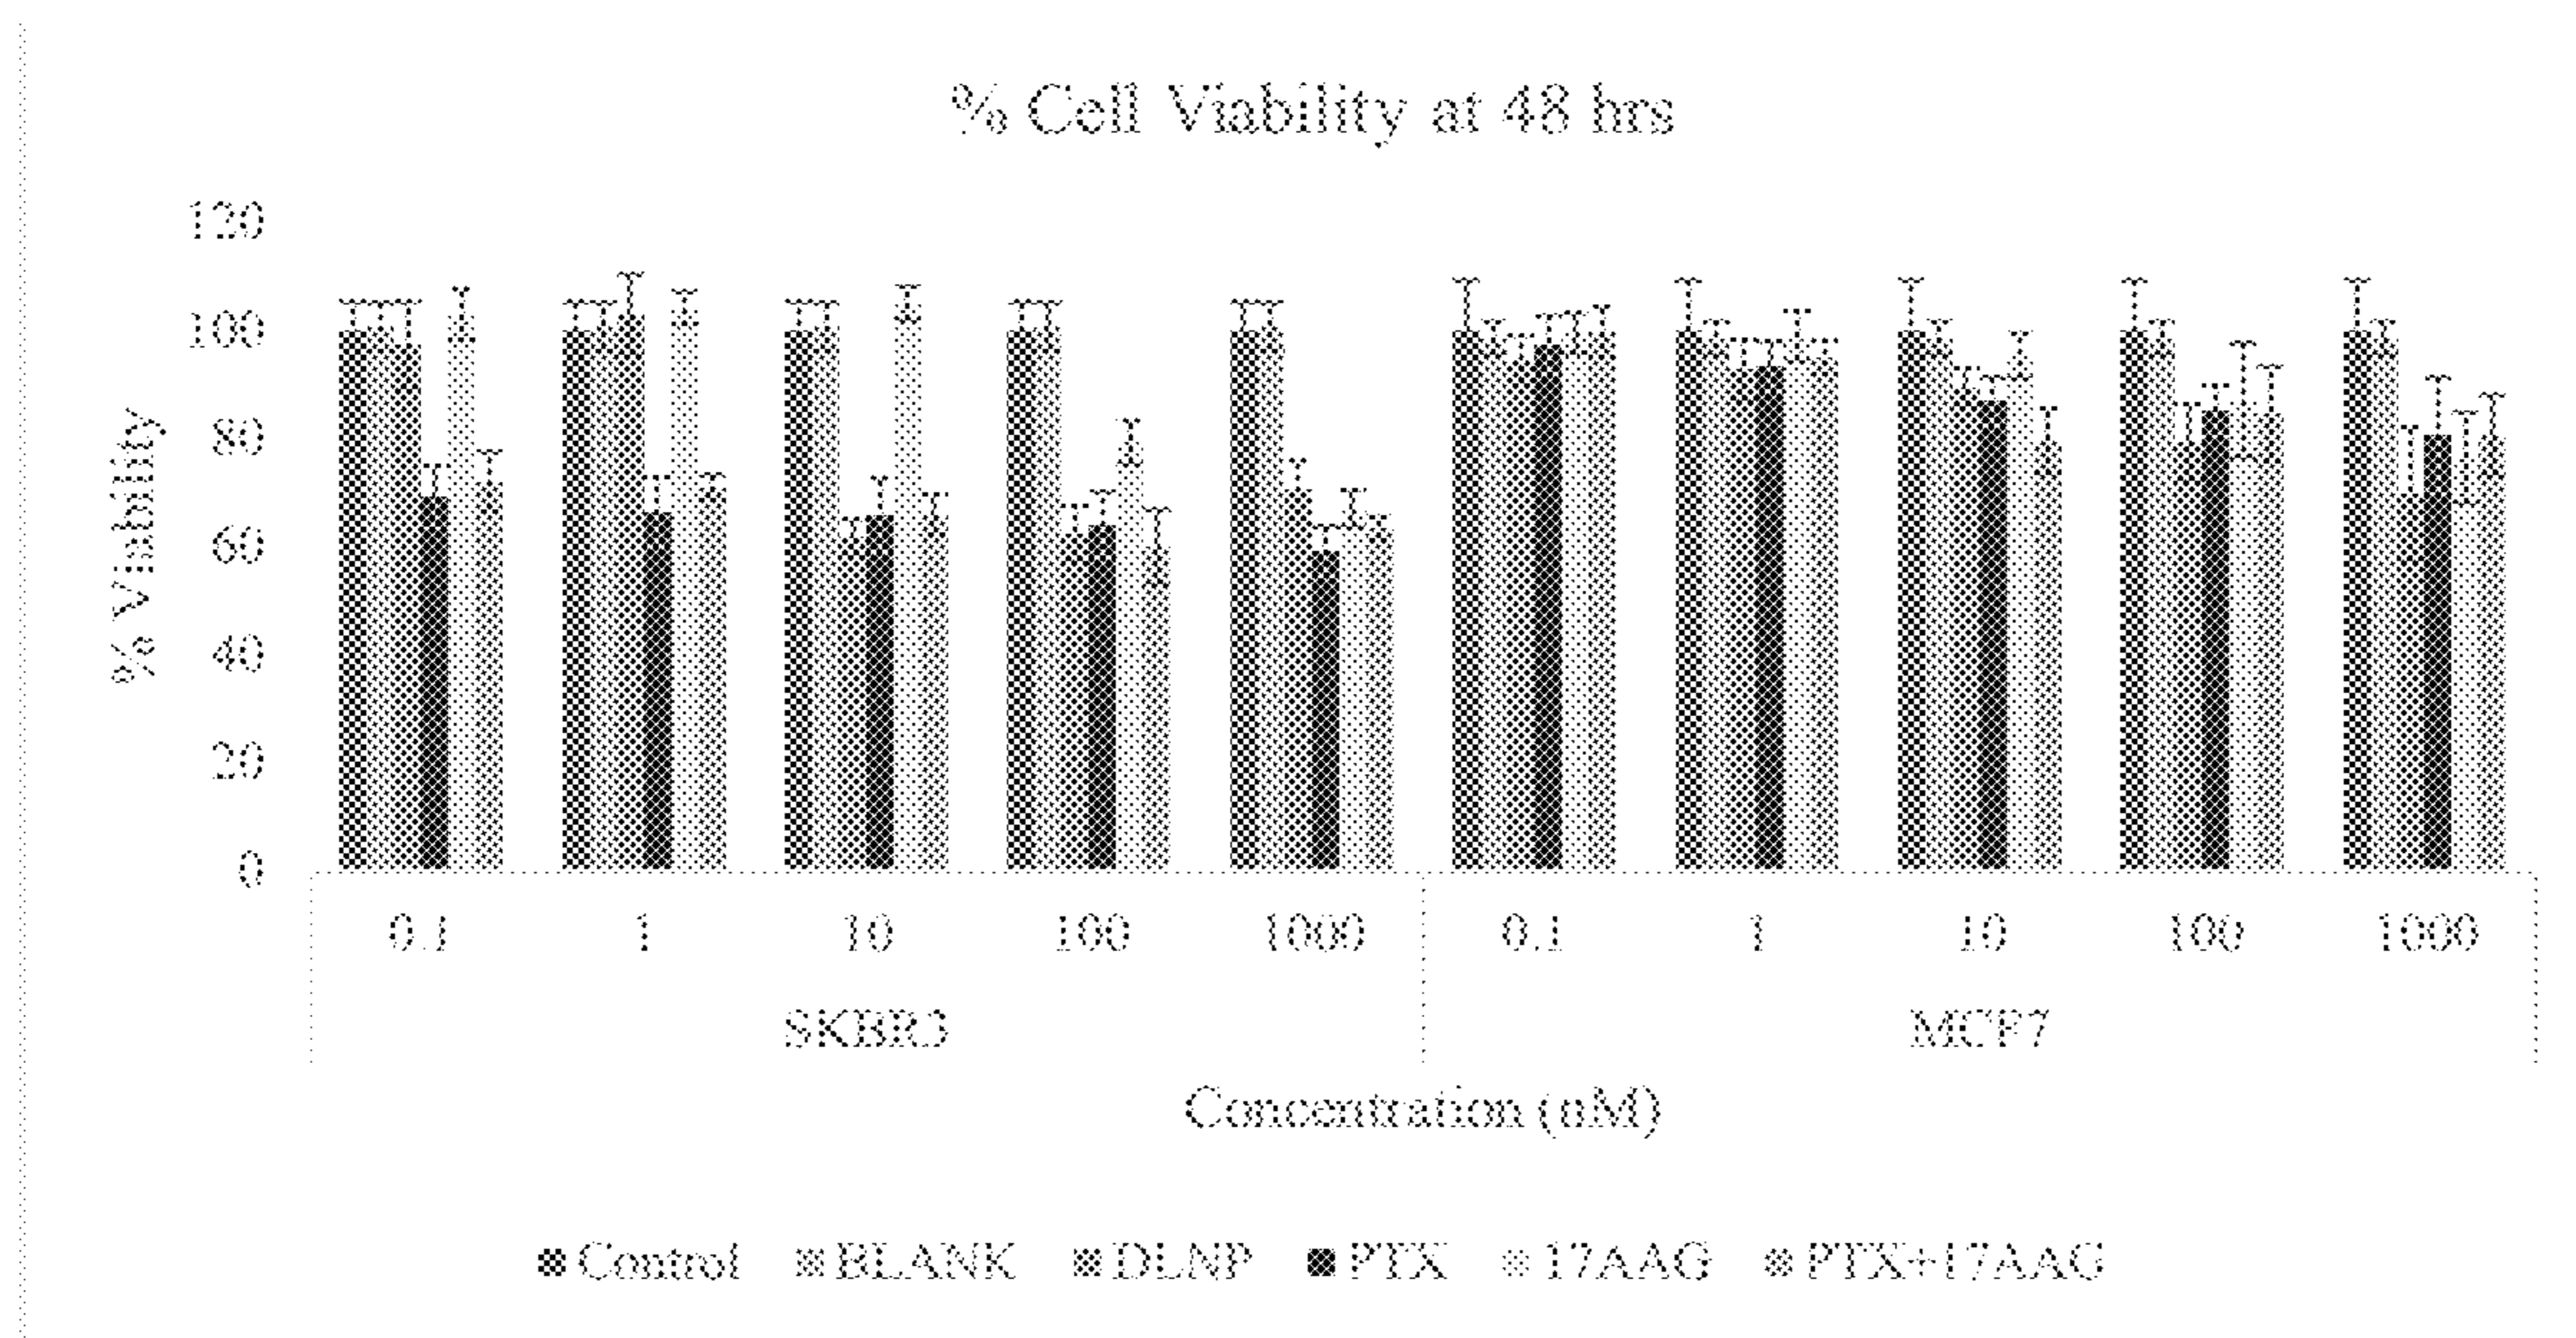 % Cell Viability at 48 hrs
% Viability
120
100
80
60
40
20
0
0.1 1 10 100 1000 0.1 1 10 100 1000
SKBR3 MCF7
Concentration (nM)
Control BLANK DLNP PTX 17AAG PTX+17AAG